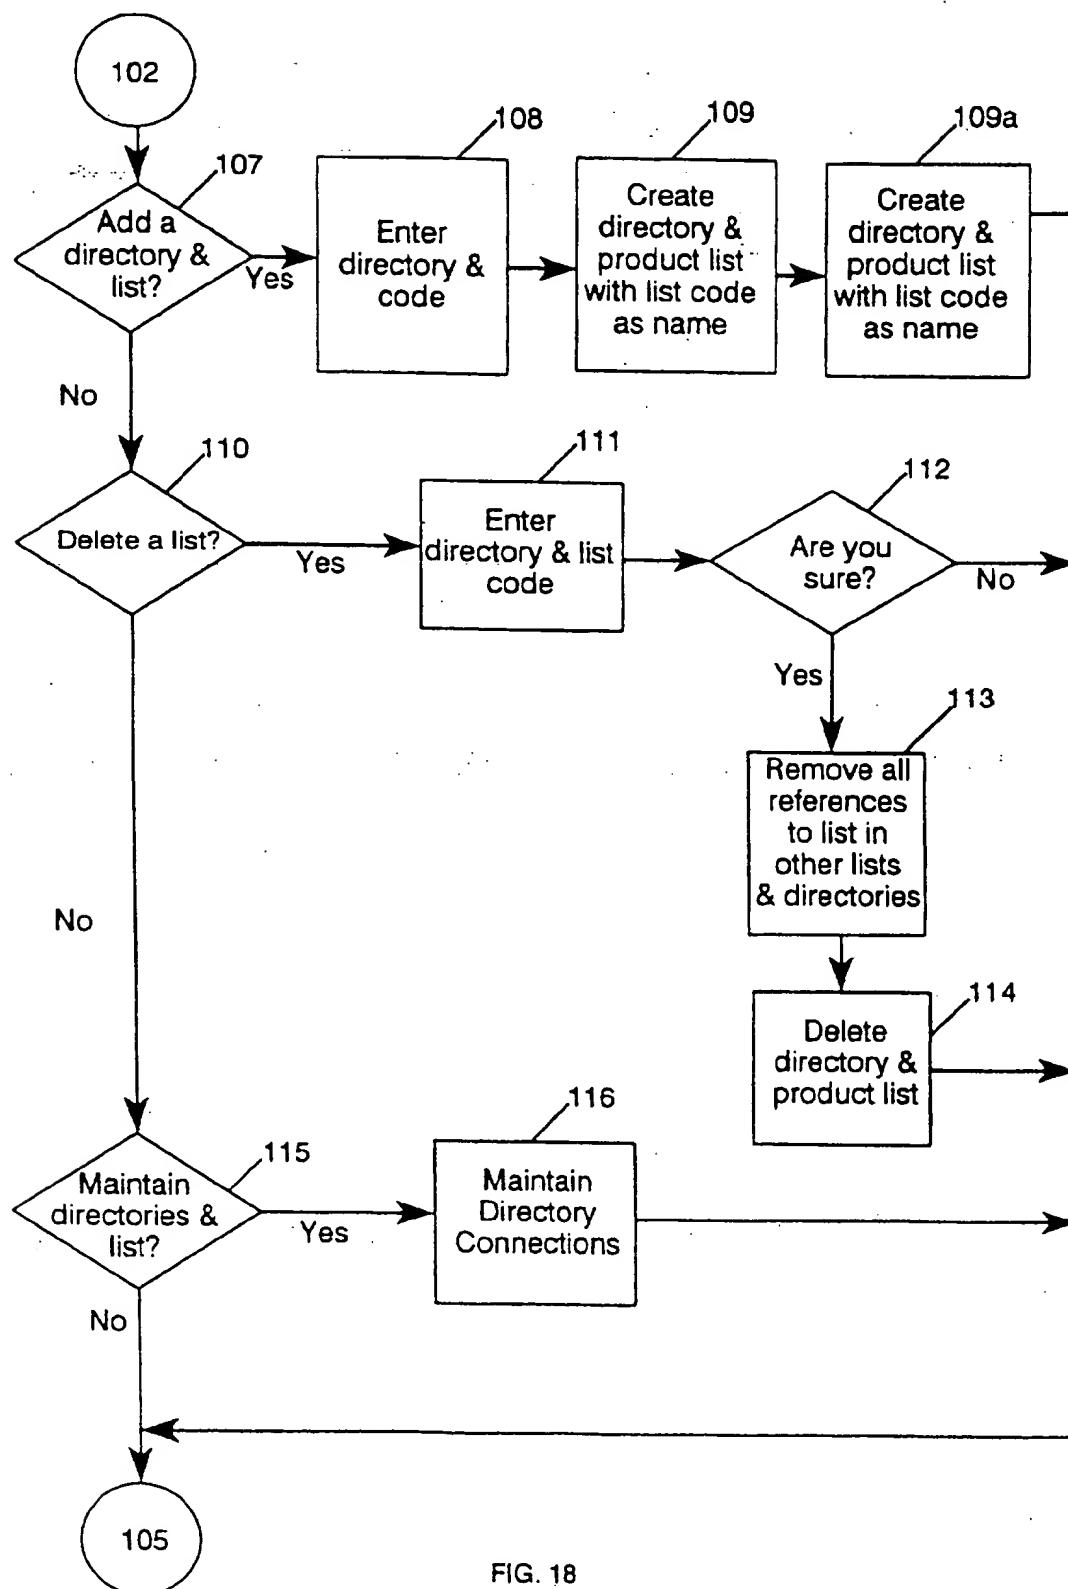 102
107
Add a
directory &
list?
Yes
108
Enter
directory &
code
109
Create
directory &
product list
with list code
as name
109a
Create
directory &
product list
with list code
as name
No
110
Delete a list?
Yes
111
Enter
directory & list
code
112
Are you
sure?
No
Yes
113
Remove all
references
to list in
other lists
& directories
114
Delete
directory &
product list
No
115
Maintain
directories &
list?
Yes
116
Maintain
Directory
Connections
No
105
FIG. 18